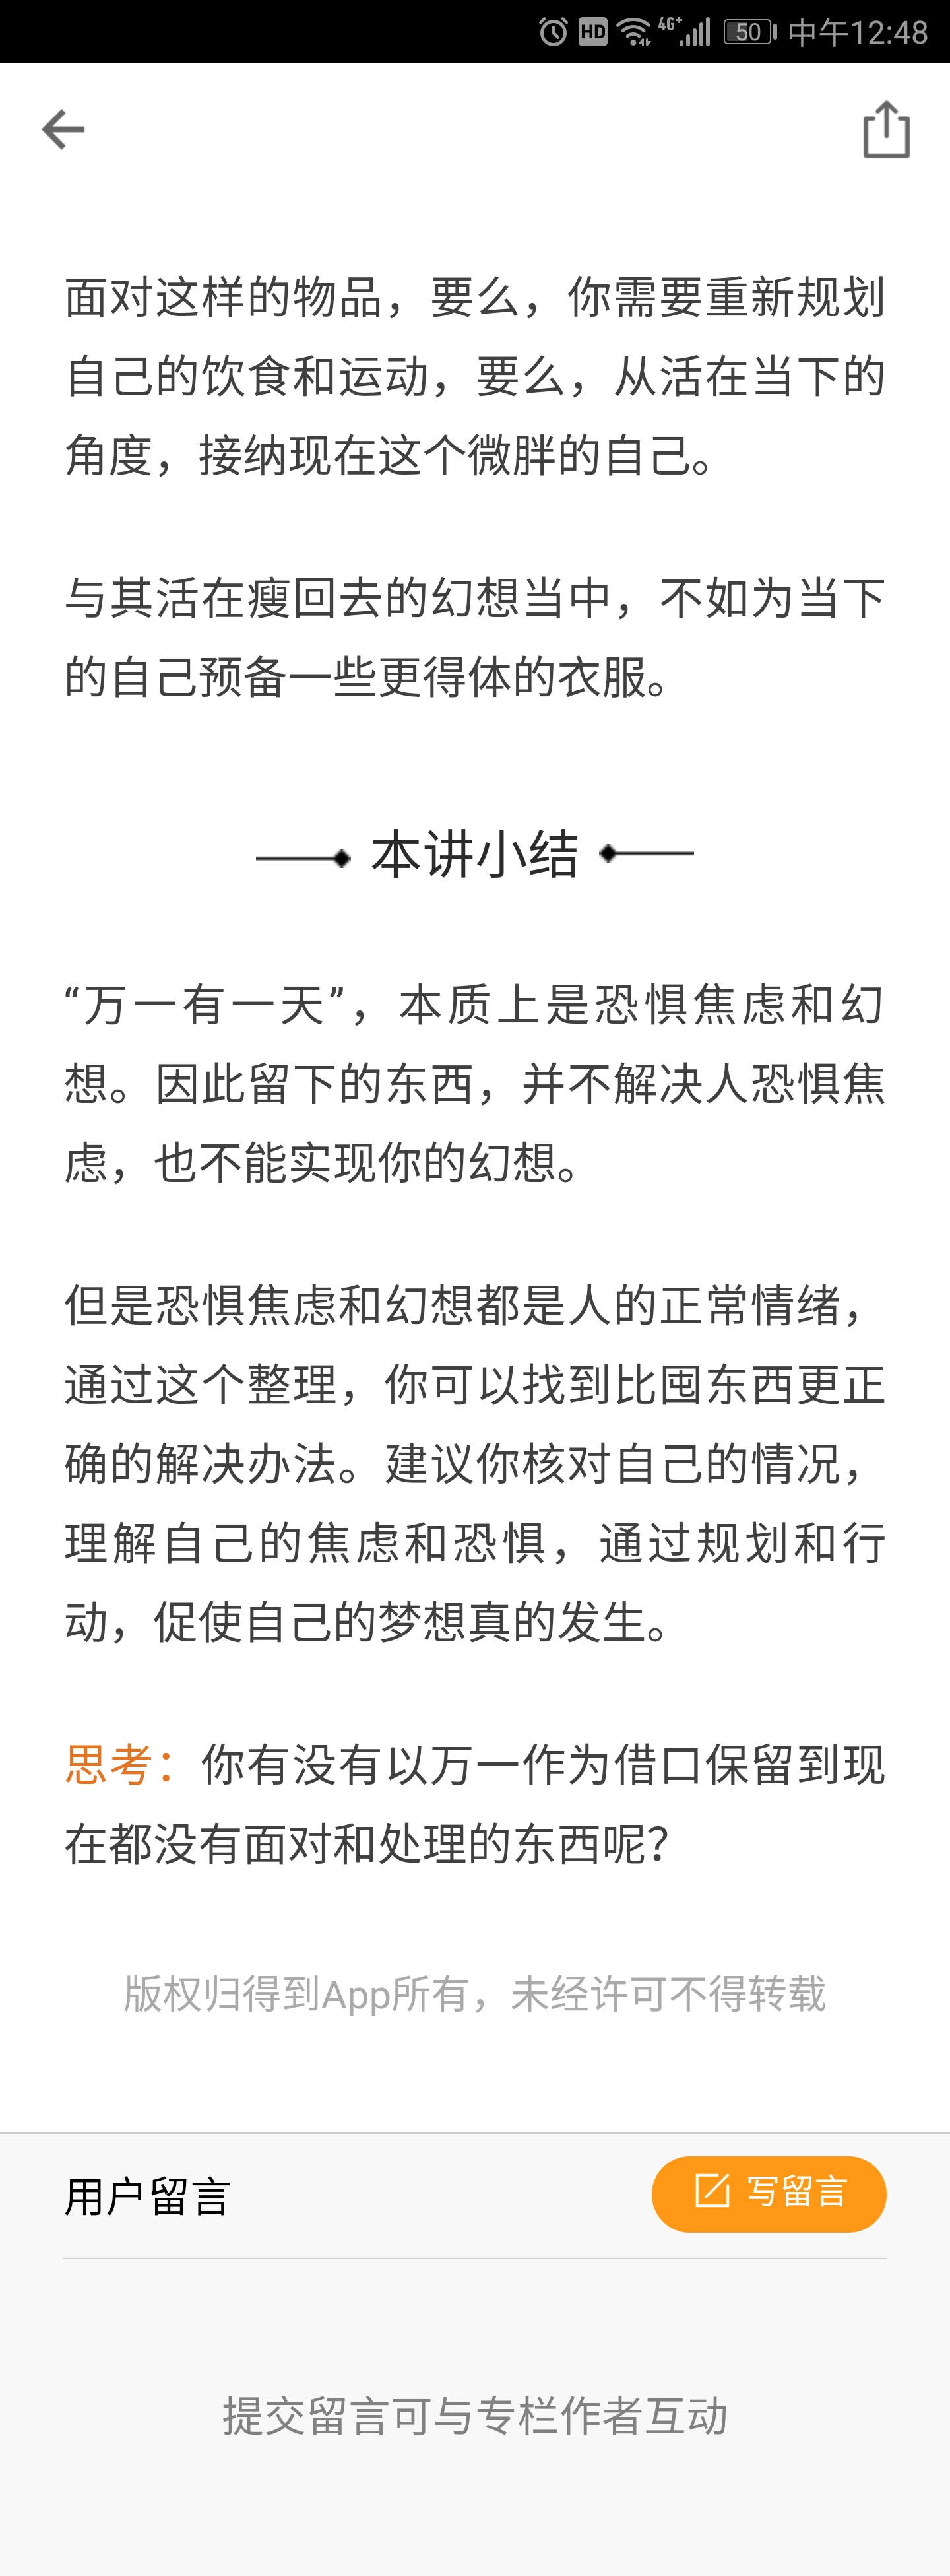 HD 4G+ 50 中午12:48
面对这样的物品，要么，你需要重新规划
自己的饮食和运动，要么，从活在当下的
角度，接纳现在这个微胖的自己。
与其活在瘦回去的幻想当中，不如为当下
的自己预备一些更得体的衣服。
本讲小结
“万一有一天”，本质上是恐惧焦虑和幻
想。因此留下的东西，并不解决人恐惧焦
虑，也不能实现你的幻想。
但是恐惧焦虑和幻想都是人的正常情绪，
通过这个整理，你可以找到比囤东西更正
确的解决办法。建议你核对自己的情况，
理解自己的焦虑和恐惧，通过规划和行
动，促使自己的梦想真的发生。
思考：你有没有以万一作为借口保留到现
在都没有面对和处理的东西呢？
版权归得到App所有，未经许可不得转载
用户留言
写留言
提交留言可与专栏作者互动